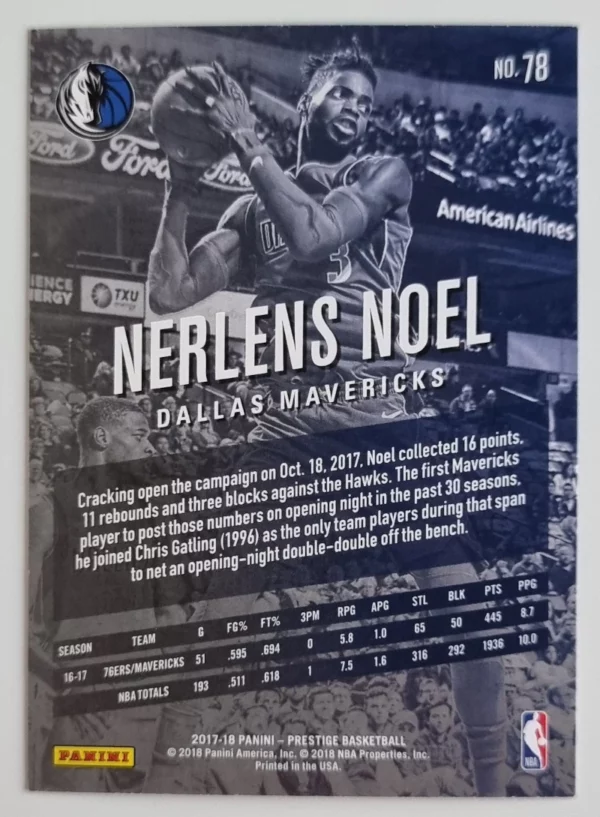 NO. 78
Ford Ford Ford
American Airlines
IENCE
NERGY
TXU
energy
3
NERLENS NOEL
DALLAS MAVERICKS
Cracking open the campaign on Oct. 18, 2017, Noel collected 16 points,
11 rebounds and three blocks against the Hawks. The first Mavericks
player to post those numbers on opening night in the past 30 seasons,
he joined Chris Gatling (1996) as the only team players during that span
to net an opening-night double-double off the bench.
SEASON TEAM G FG% FT% 3PM RPG APG STL BLK PTS PPG
16-17 76ERS/MAVERICKS 51 .595 .694 0 5.8 1.0 65 50 445 8.7
NBA TOTALS 193 .511 .618 1 7.5 1.6 316 292 1936 10.0
2017-18 PANINI – PRESTIGE BASKETBALL
© 2018 Panini America, Inc. © 2018 NBA Properties, Inc.
Printed in the USA.
PANINI
NBA